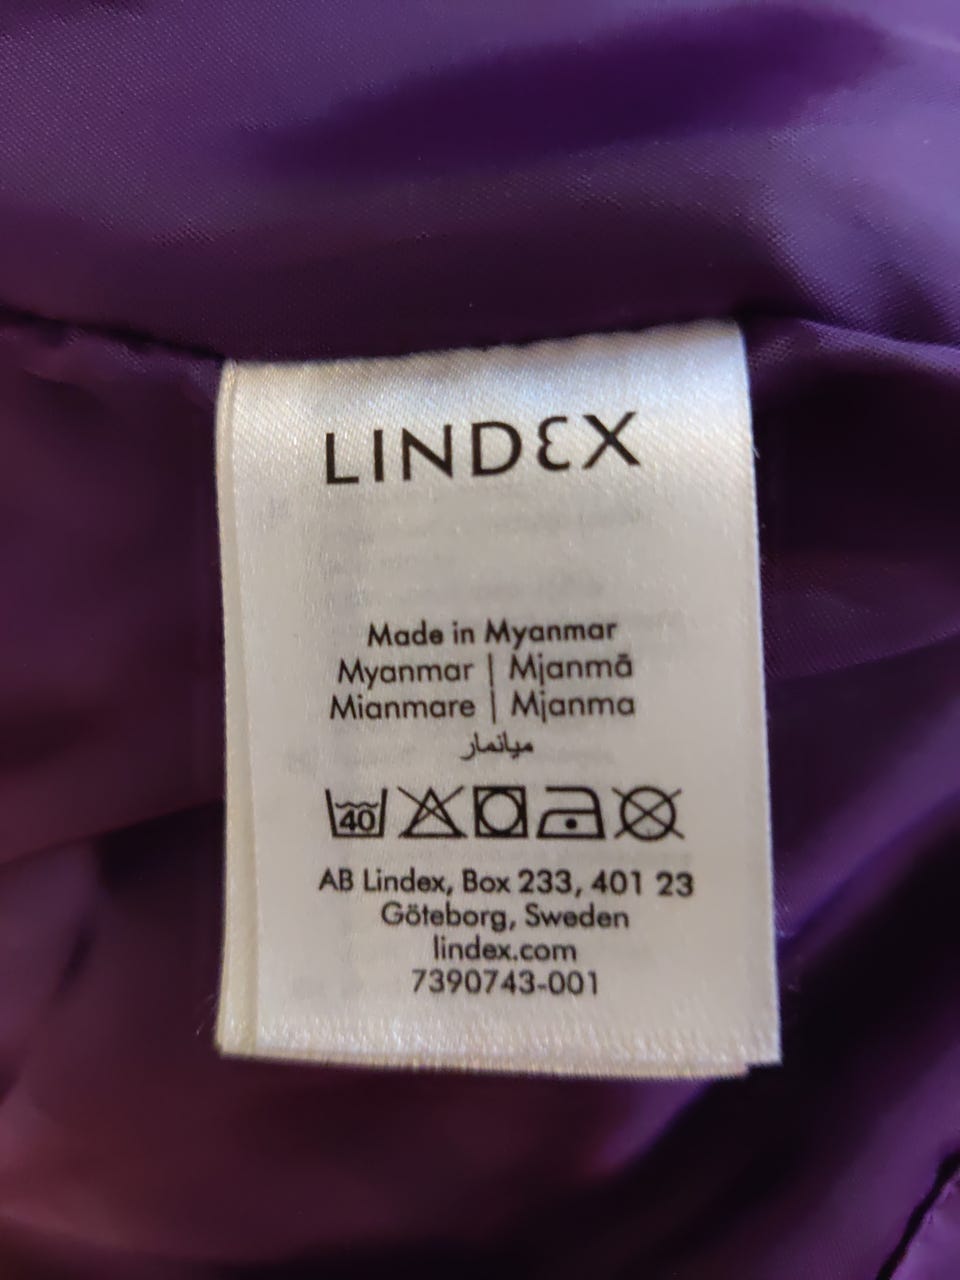 LINDEX
Made in Myanmar
Myanmar | Mjanmā
Mianmare | Mjanma
ميانمار
40
AB Lindex, Box 233, 401 23
Göteborg, Sweden
lindex.com
7390743-001